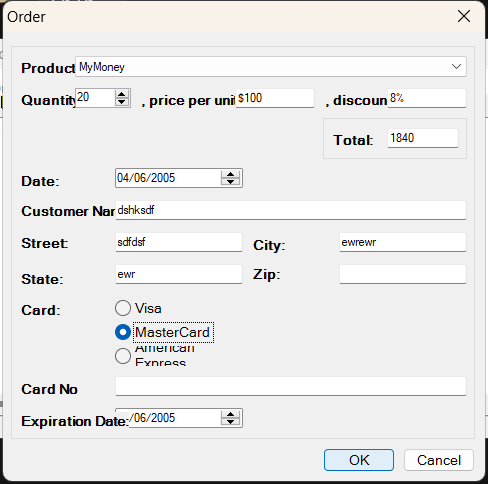 Order
Product MyMoney
Quantity 20 , price per unit $100 , discoun 8%
Total: 1840
Date: 04/06/2005
Customer Nar dshksdf
Street: sdfdsf City: ewrewr
State: ewr Zip:
Card: Visa
MasterCard
American
Express
Card No
Expiration Date: /06/2005
OK Cancel